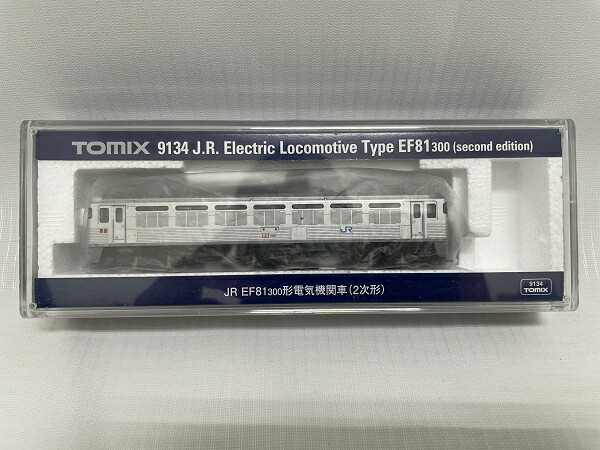 TOMIX 9134 J.R. Electric Locomotive Type EF81300 (second edition)
JR
JR EF81300形電気機関車(2次形)
9134
TOMIX